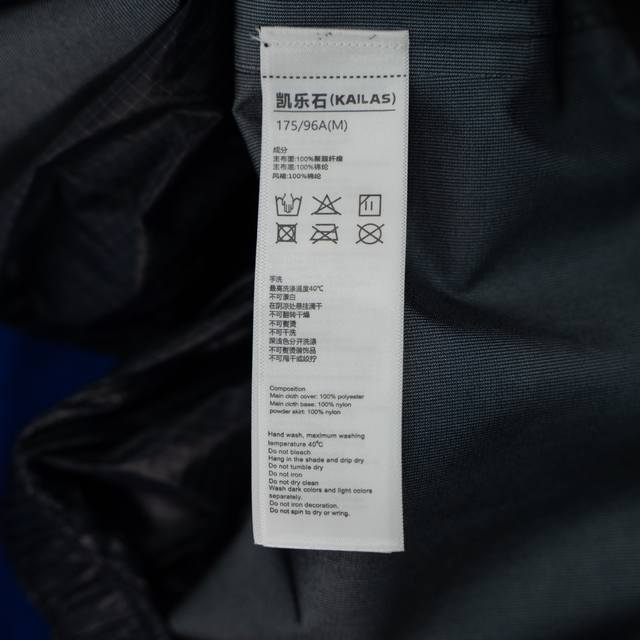 凯乐石(KAILAS)
175/96A(M)
成分
主布面:100%聚酯纤维
主布底:100%锦纶
风裙:100%锦纶
手洗
最高洗涤温度40℃
不可漂白
在阴凉处悬挂滴干
不可翻转干燥
不可熨烫
不可干洗
深浅色分开洗涤
不可熨烫装饰品
不可甩干或绞拧
Composition
Main cloth cover: 100% polyester
Main cloth base: 100% nylon
powder skirt: 100% nylon
Hand wash, maximum washing
temperature 40℃
Do not bleach
Hang in the shade and drip dry
Do not tumble dry
Do not iron
Do not dry clean
Wash dark colors and light colors
separately.
Do not iron decoration.
Do not spin to dry or wring.